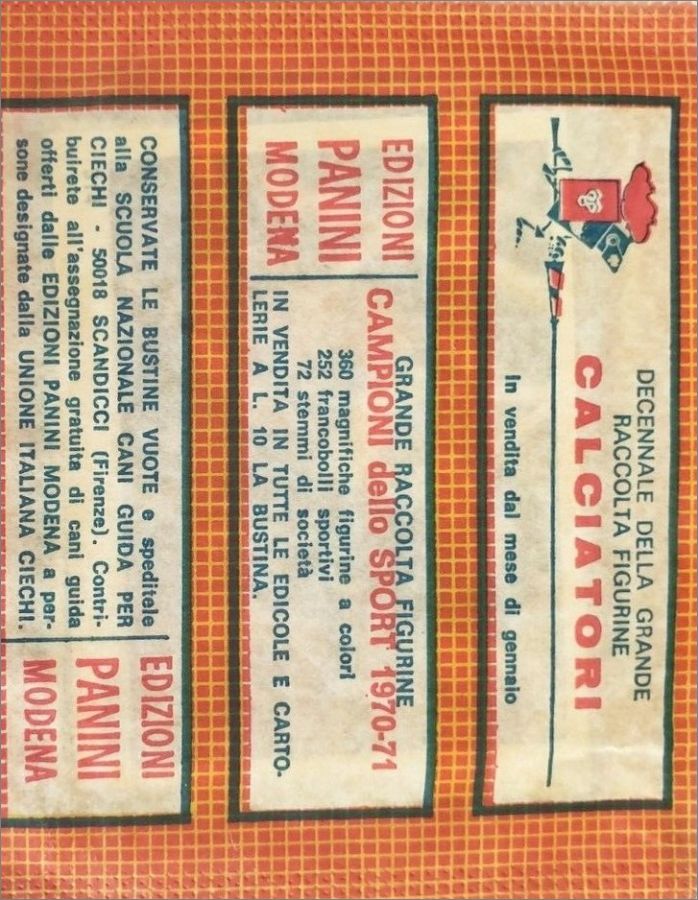 DECENNALE DELLA GRANDE
RACCOLTA FIGURINE
CALCIATORI
In vendita dal mese di gennaio
EDIZIONI
PANINI
MODENA
GRANDE RACCOLTA FIGURINE
CAMPIONI dello SPORT 1970-71
360 magnifiche figurine a colori
252 francobolli sportivi
72 stemmi di società
IN VENDITA IN TUTTE LE EDICOLE E CARTO-
LERIE A L. 10 LA BUSTINA.
CONSERVATE LE BUSTINE VUOTE e speditele
alla SCUOLA NAZIONALE CANI GUIDA PER
CIECHI - 50018 SCANDICCI (Firenze). Contri-
buirete all'assegnazione gratuita di cani guida
offerti dalle EDIZIONI PANINI MODENA a per-
sone designate dalla UNIONE ITALIANA CIECHI.
EDIZIONI
PANINI
MODENA